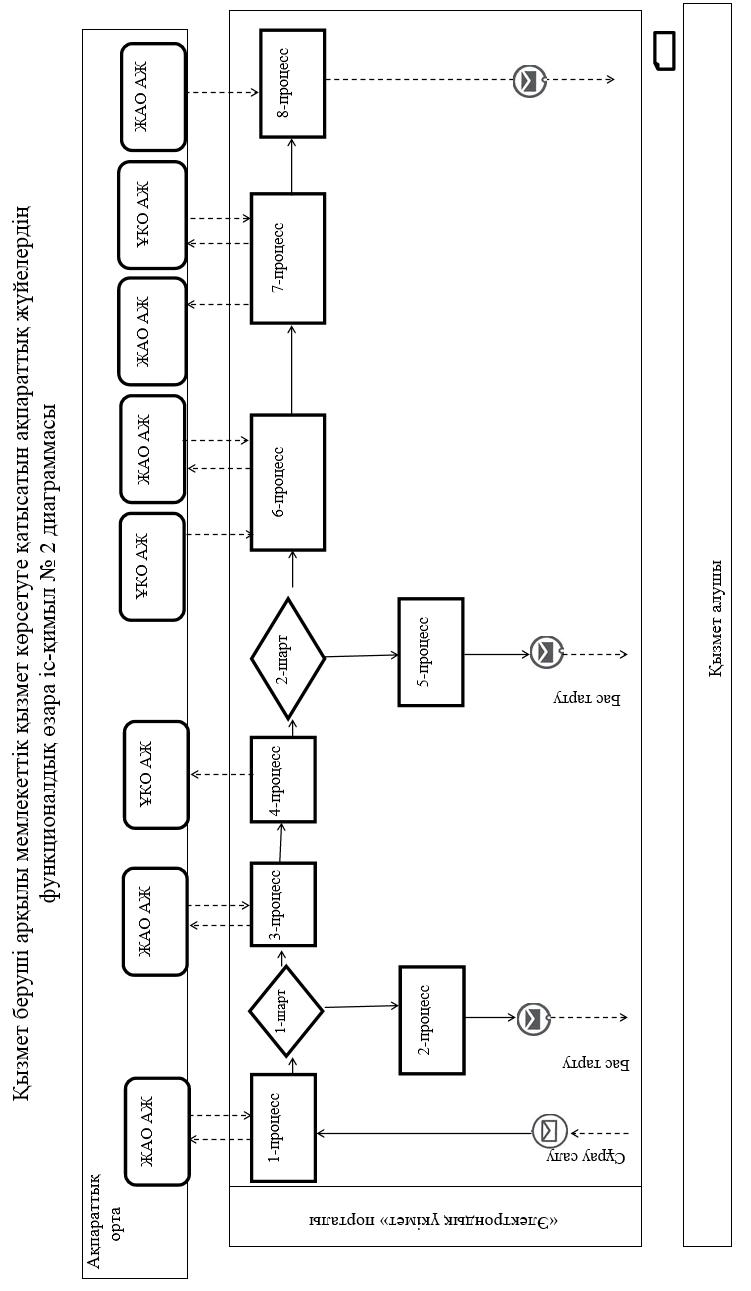 Қызмет беруші арқылы мемлекеттік қызмет көрсетуге қатысатын ақпараттық жүйелердің
функционалдық өзара іс-қимыл № 2 диаграммасы
Ақпараттық
орта
ЖАО АЖ
ЖАО АЖ
ҰКО АЖ
ҰКО АЖ
ЖАО АЖ
ЖАО АЖ
ҰКО АЖ
ЖАО АЖ
«Электрондық үкімет» порталы
1-процесс
1-шарт
3-процесс
4-процесс
2-шарт
6-процесс
7-процесс
8-процесс
2-процесс
5-процесс
Сұрау салу
Бас тарту
Бас тарту
Қызмет алушы